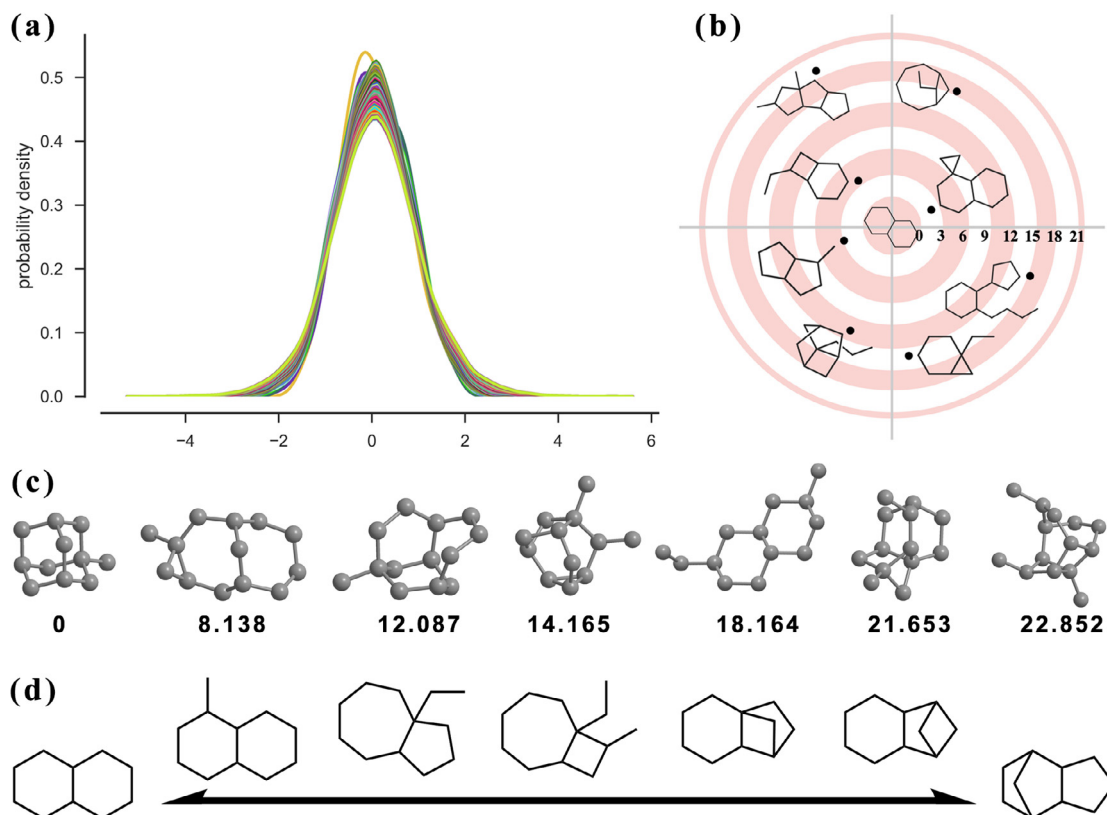 (a)
probability density
0.5
0.4
0.3
0.2
0.1
0.0
−4 −2 0 2 4 6
(b)
0 3 6 9 12 15 18 21
(c)
0 8.138 12.087 14.165 18.164 21.653 22.852
(d)